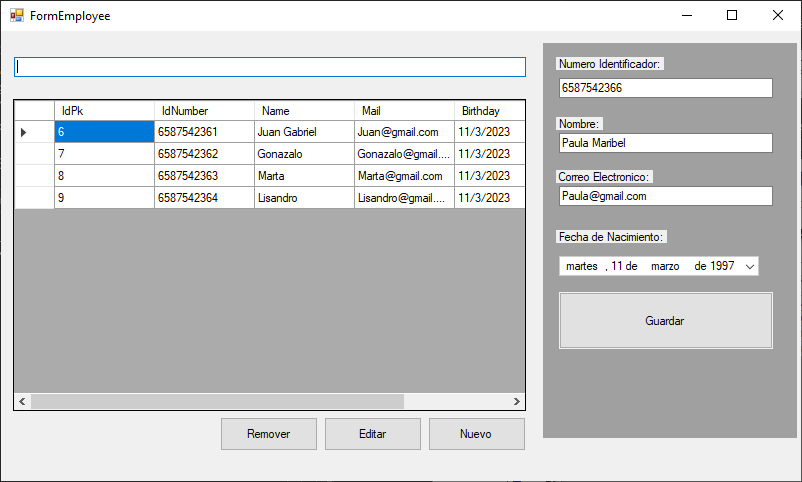 FormEmployee
IdPk IdNumber Name Mail Birthday
6 6587542361 Juan Gabriel Juan@gmail.com 11/3/2023
7 6587542362 Gonazalo Gonazalo@gmail.... 11/3/2023
8 6587542363 Marta Marta@gmail.com 11/3/2023
9 6587542364 Lisandro Lisandro@gmail.... 11/3/2023
Remover Editar Nuevo
Numero Identificador:
6587542366
Nombre:
Paula Maribel
Correo Electronico:
Paula@gmail.com
Fecha de Nacimiento:
martes , 11 de marzo de 1997
Guardar